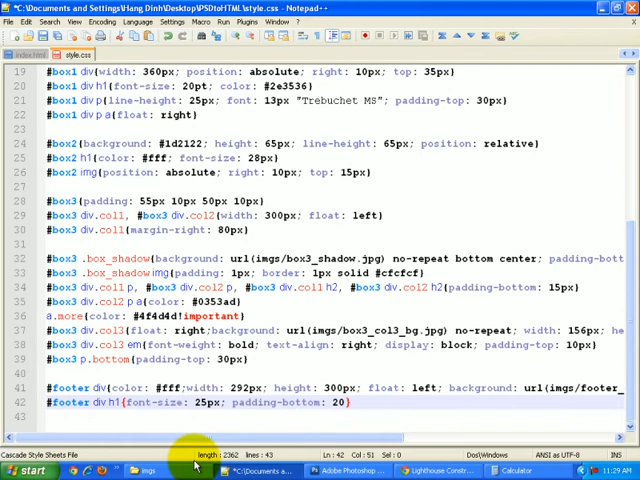 *C:\Documents and Settings\Hang Dinh\Desktop\PSDtoHTML\style.css - Notepad++
File Edit Search View Encoding Language Settings Macro Run Plugins Window ?
index.html style.css
19 #box1 div{width: 360px; position: absolute; right: 10px; top: 35px}
20 #box1 div h1{font-size: 20pt; color: #2e3536}
21 #box1 div p{line-height: 25px; font: 13px "Trebuchet MS"; padding-top: 30px}
22 #box1 div p a{float: right}
23
24 #box2{background: #1d2122; height: 65px; line-height: 65px; position: relative}
25 #box2 h1{color: #fff; font-size: 28px}
26 #box2 img{position: absolute; right: 10px; top: 15px}
27
28 #box3{padding: 55px 10px 50px 10px}
29 #box3 div.col1, #box3 div.col2{width: 300px; float: left}
30 #box3 div.col1{margin-right: 80px}
31
32 #box3 .box_shadow{background: url(imgs/box3_shadow.jpg) no-repeat bottom center; padding-bott
33 #box3 .box_shadow img{padding: 1px; border: 1px solid #cfcfcf}
34 #box3 div.col1 p, #box3 div.col2 p, #box3 div.col1 h2, #box3 div.col2 h2{padding-bottom: 15px}
35 #box3 div.col2 p a{color: #0353ad}
36 a.more{color: #4f4d4d!important}
37 #box3 div.col3{float: right;background: url(imgs/box3_col3_bg.jpg) no-repeat; width: 156px; he
38 #box3 div.col3 em{font-weight: bold; text-align: right; display: block; padding-top: 10px}
39 #box3 p.bottom{padding-top: 30px}
40
41 #footer div{color: #fff;width: 292px; height: 300px; float: left; background: url(imgs/footer_
42 #footer div h1{font-size: 25px; padding-bottom: 20}
43
Cascade Style Sheets File length : 2362 lines : 43 Ln : 42 Col : 51 Sel : 0 Dos\Windows ANSI as UTF-8 INS
start imgs *C:\Documents a... Adobe Photoshop ... Lighthouse Constr... Calculator 11:29 AM